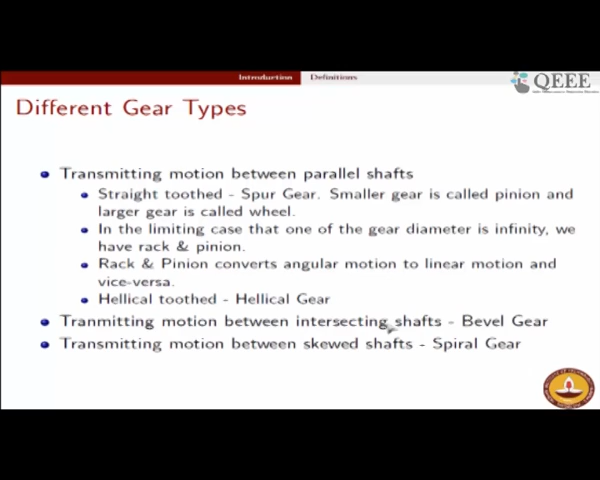 Introduction
Definitions
QEEE
Different Gear Types
Transmitting motion between parallel shafts
Straight toothed - Spur Gear. Smaller gear is called pinion and
larger gear is called wheel.
In the limiting case that one of the gear diameter is infinity, we
have rack & pinion.
Rack & Pinion converts angular motion to linear motion and
vice-versa.
Hellical toothed - Hellical Gear
Tranmitting motion between intersecting shafts - Bevel Gear
Transmitting motion between skewed shafts - Spiral Gear